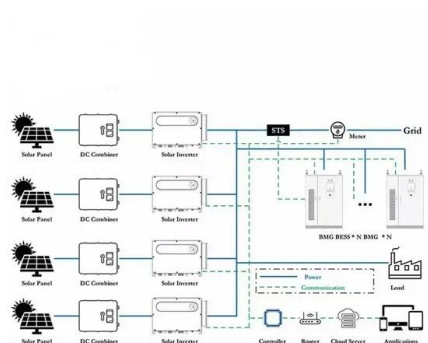 STS
Meter
Grid
Solar Panel
DC Combiner
Solar Inverter
BMG BESS * N BMG * N
Solar Panel
DC Combiner
Solar Inverter
Power
Communication
Load
Solar Panel
DC Combiner
Solar Inverter
Solar Panel
DC Combiner
Solar Inverter
Controller
Router
Cloud Server
Applications